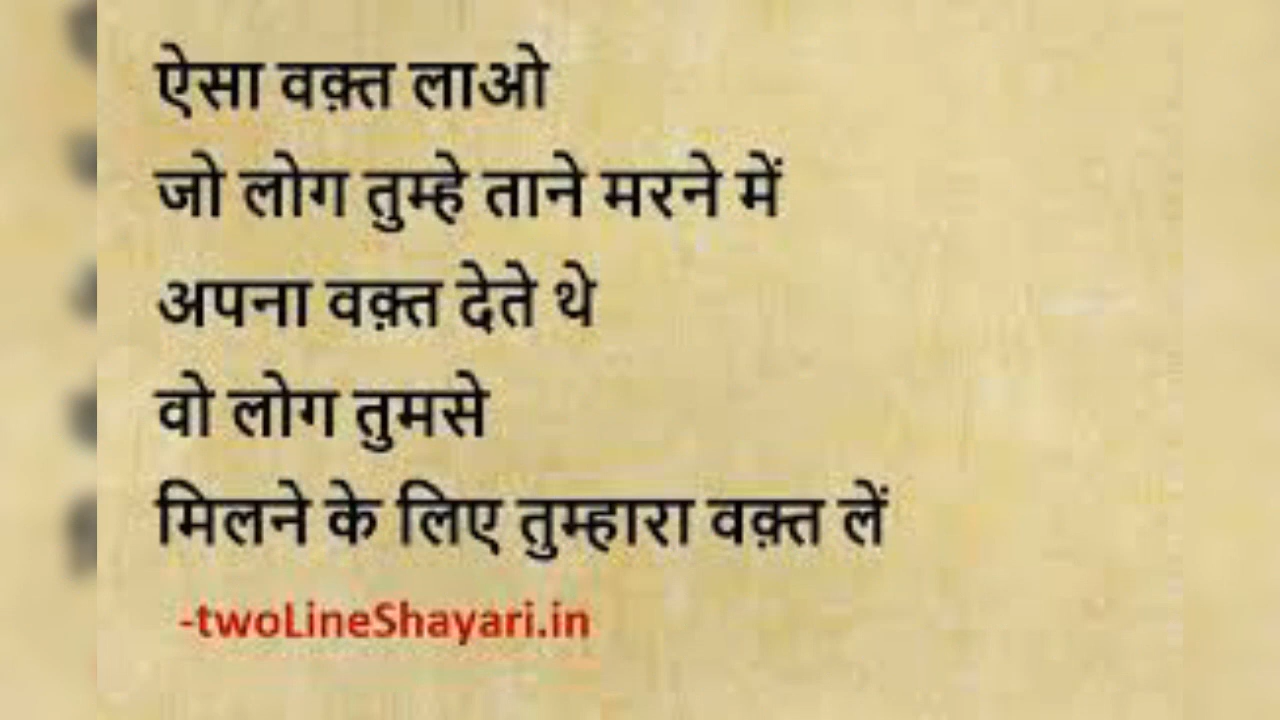 ऐसा वक़्त लाओ
जो लोग तुम्हे ताने मरने में
अपना वक़्त देते थे
वो लोग तुमसे
मिलने के लिए तुम्हारा वक़्त लें
-twoLineShayari.in